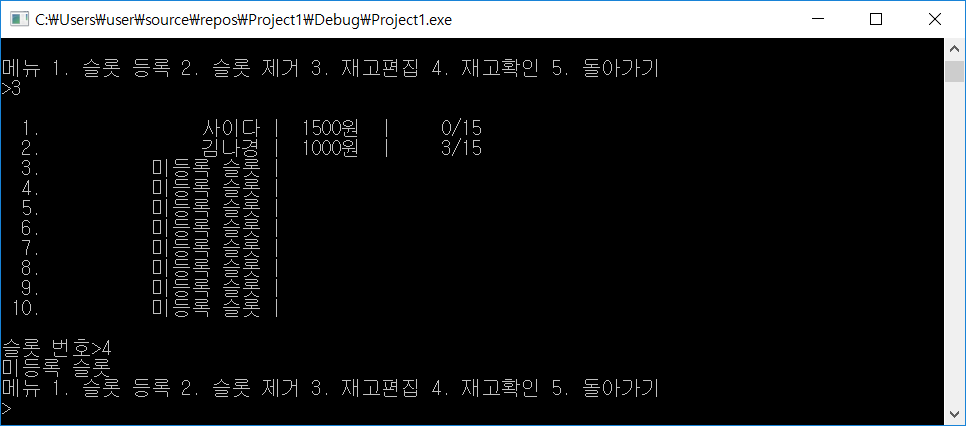 C:₩Users₩user₩source₩repos₩Project1₩Debug₩Project1.exe
메뉴 1. 슬롯 등록 2. 슬롯 제거 3. 재고편집 4. 재고확인 5. 돌아가기
>3
1. 사이다 | 1500원 | 0/15
2. 김나경 | 1000원 | 3/15
3. 미등록 슬롯 |
4. 미등록 슬롯 |
5. 미등록 슬롯 |
6. 미등록 슬롯 |
7. 미등록 슬롯 |
8. 미등록 슬롯 |
9. 미등록 슬롯 |
10. 미등록 슬롯 |
슬롯 번호>4
미등록 슬롯
메뉴 1. 슬롯 등록 2. 슬롯 제거 3. 재고편집 4. 재고확인 5. 돌아가기
>